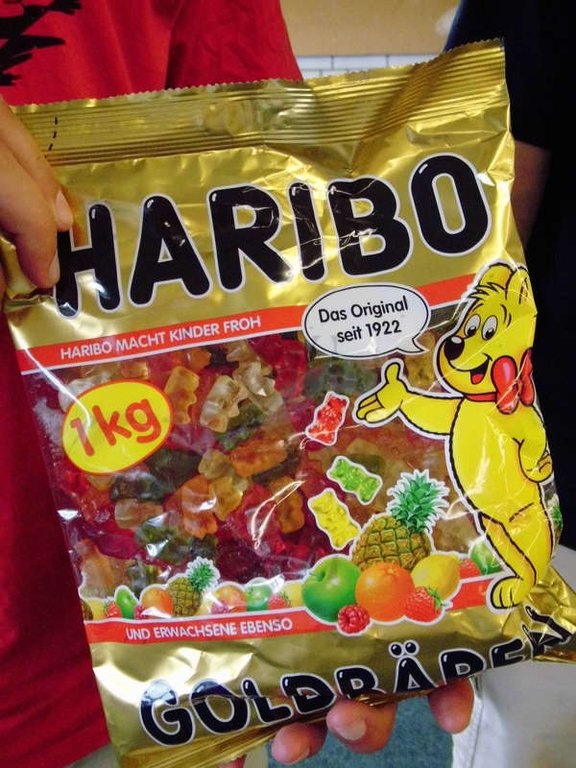 HARIBO
Das Original
seit 1922
HARIBO MACHT KINDER FROH
1kg
UND ERWACHSENE EBENSO
GOLDBÄREN